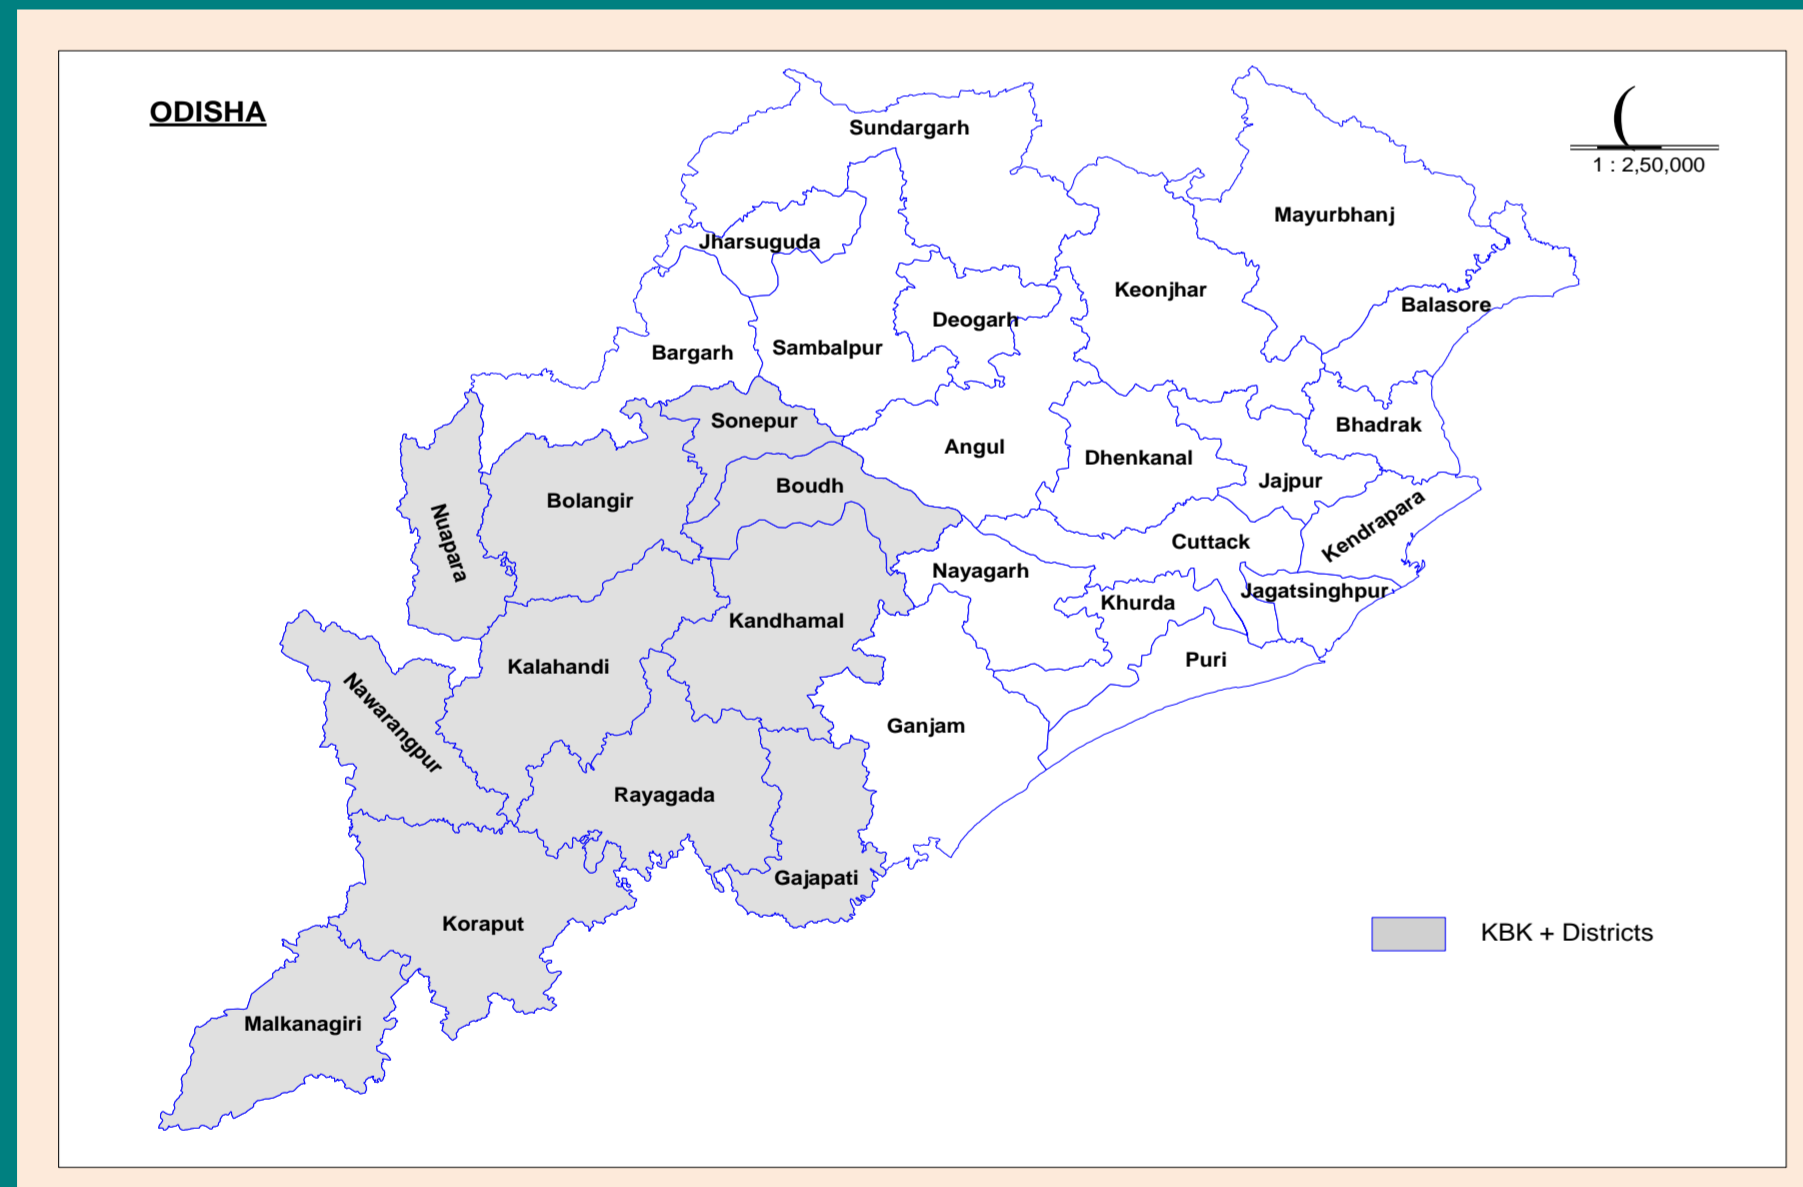 ODISHA
Sundargarh
1 : 2,50,000
Mayurbhanj
Jharsuguda
Keonjhar
Balasore
Deogarh
Sambalpur
Bargarh
Sonepur
Bhadrak
Angul
Dhenkanal
Jajpur
Boudh
Bolangir
Nuapara
Kendrapara
Cuttack
Nayagarh
Jagatsinghpur
Khurda
Kandhamal
Puri
Kalahandi
Nawarangpur
Ganjam
Rayagada
Gajapati
Koraput
KBK + Districts
Malkanagiri